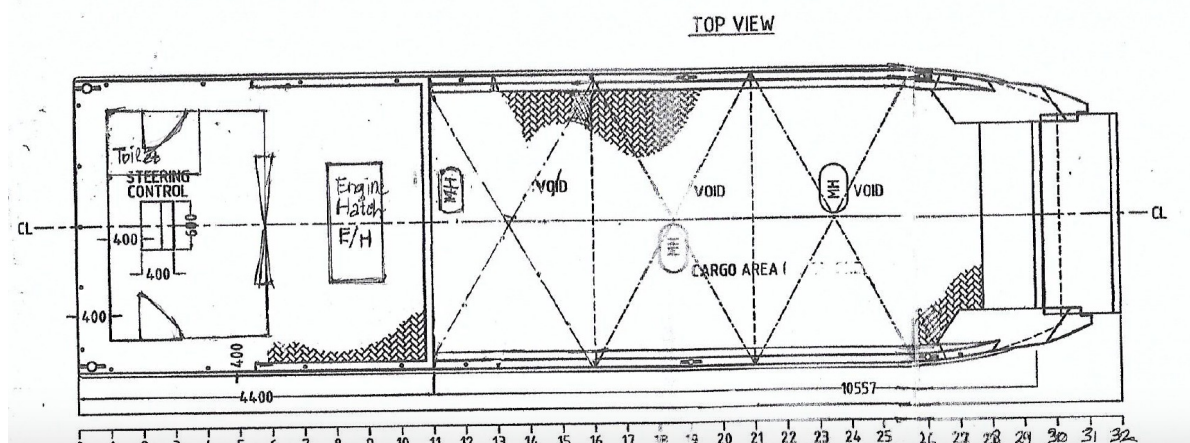 TOP VIEW
Toilet
STEERING
CONTROL
Engine
Hatch
E/H
MH
VOID
VOID
MH
VOID
CL
CL
400
600
400
MH
CARGO AREA (
400
400
4400
10557
1 2 3 4 5 6 7 8 9 10 11 12 13 14 15 16 17 18 19 20 21 22 23 24 25 26 27 28 29 30 31 32